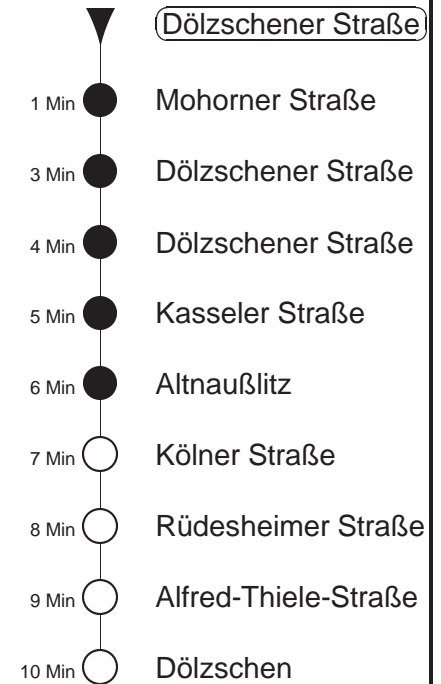 Dölzschener Straße
1 Min Mohorner Straße
3 Min Dölzschener Straße
4 Min Dölzschener Straße
5 Min Kasseler Straße
6 Min Altnaußlitz
7 Min Kölner Straße
8 Min Rüdesheimer Straße
9 Min Alfred-Thiele-Straße
10 Min Dölzschen